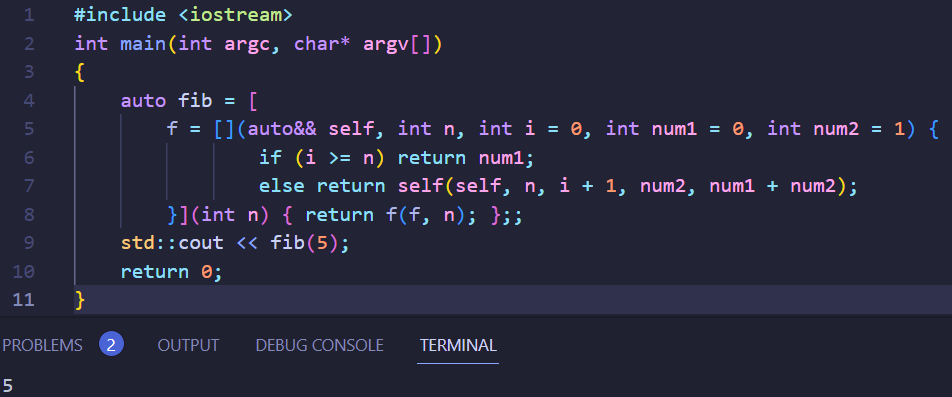 1 #include <iostream>
2 int main(int argc, char* argv[])
3 {
4 auto fib = [
5 f = [](auto&& self, int n, int i = 0, int num1 = 0, int num2 = 1) {
6 if (i >= n) return num1;
7 else return self(self, n, i + 1, num2, num1 + num2);
8 }](int n) { return f(f, n); };;
9 std::cout << fib(5);
10 return 0;
11 }
PROBLEMS 2 OUTPUT DEBUG CONSOLE TERMINAL
5